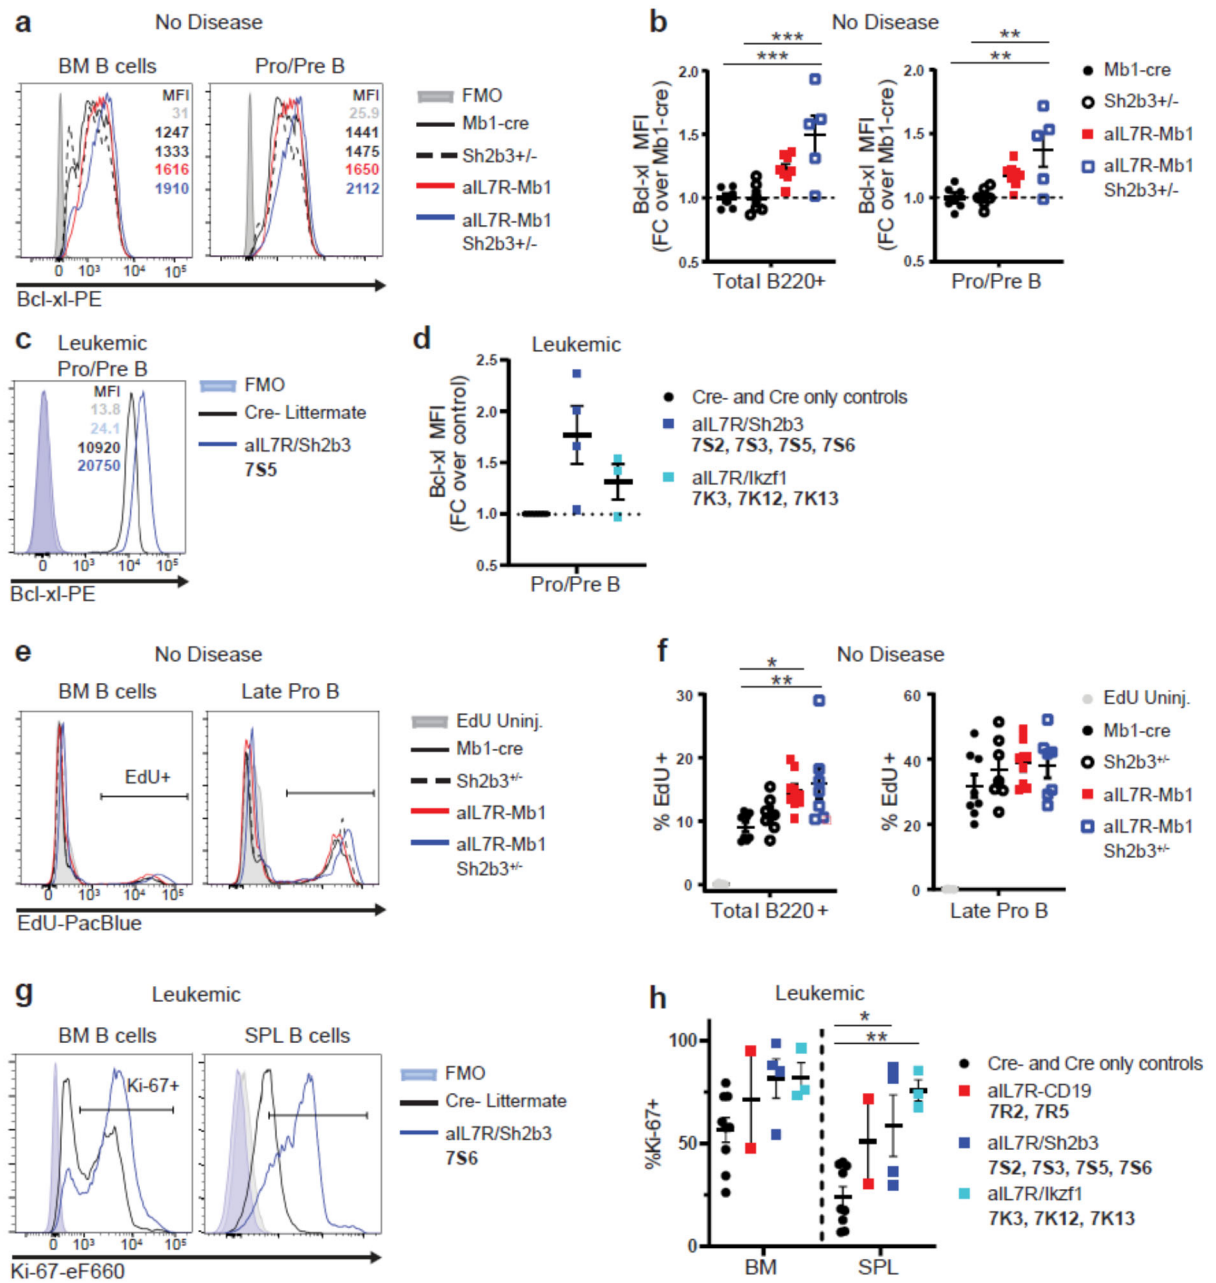 a
No Disease
BM B cells
Pro/Pre B
MFI
31
1247
1333
1616
1910
MFI
25.9
1441
1475
1650
2112
0 10³ 10⁴ 10⁵
Bcl-xl-PE
FMO
Mb1-cre
Sh2b3+/-
aIL7R-Mb1
aIL7R-Mb1
Sh2b3+/-
b
No Disease
***
***
**
**
Bcl-xl MFI
(FC over Mb1-cre)
2.0
1.5
1.0
0.5
Total B220+
Bcl-xl MFI
(FC over Mb1-cre)
2.0
1.5
1.0
0.5
Pro/Pre B
Mb1-cre
Sh2b3+/-
aIL7R-Mb1
aIL7R-Mb1
Sh2b3+/-
c
Leukemic
Pro/Pre B
MFI
13.8
24.1
10920
20750
0 10³ 10⁴ 10⁵
Bcl-xl-PE
FMO
Cre- Littermate
aIL7R/Sh2b3
7S5
d
Leukemic
Bcl-xl MFI
(FC over control)
2.5
2.0
1.5
1.0
0.5
Pro/Pre B
Cre- and Cre only controls
aIL7R/Sh2b3
7S2, 7S3, 7S5, 7S6
aIL7R/Ikzf1
7K3, 7K12, 7K13
e
No Disease
BM B cells
Late Pro B
EdU+
0 10³ 10⁴ 10⁵
EdU-PacBlue
EdU Uninj.
Mb1-cre
Sh2b3⁺/⁻
aIL7R-Mb1
aIL7R-Mb1
Sh2b3⁺/⁻
f
No Disease
*
**
% EdU+
30
20
10
0
Total B220+
% EdU+
60
40
20
0
Late Pro B
EdU Uninj.
Mb1-cre
Sh2b3⁺/⁻
aIL7R-Mb1
aIL7R-Mb1
Sh2b3⁺/⁻
g
Leukemic
BM B cells
SPL B cells
Ki-67+
0 10³ 10⁴ 10⁵
Ki-67-eF660
FMO
Cre- Littermate
aIL7R/Sh2b3
7S6
h
Leukemic
*
**
%Ki-67+
100
50
0
BM
SPL
Cre- and Cre only controls
aIL7R-CD19
7R2, 7R5
aIL7R/Sh2b3
7S2, 7S3, 7S5, 7S6
aIL7R/Ikzf1
7K3, 7K12, 7K13